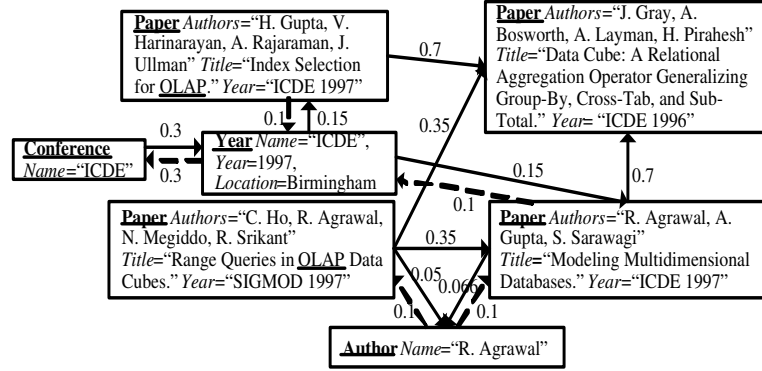 Paper Authors=“H. Gupta, V.
Harinarayan, A. Rajaraman, J.
Ullman” Title=“Index Selection
for OLAP.” Year=“ICDE 1997”
Paper Authors=“J. Gray, A.
Bosworth, A. Layman, H. Pirahesh”
Title=“Data Cube: A Relational
Aggregation Operator Generalizing
Group-By, Cross-Tab, and Sub-
Total.” Year= “ICDE 1996”
0.7
0.1
0.15
0.35
0.3
Conference
Name=“ICDE”
0.3
Year Name=“ICDE”,
Year=1997,
Location=Birmingham
0.15
0.1
0.7
Paper Authors=“C. Ho, R. Agrawal,
N. Megiddo, R. Srikant”
Title=“Range Queries in OLAP Data
Cubes.” Year=“SIGMOD 1997”
0.35
Paper Authors=“R. Agrawal, A.
Gupta, S. Sarawagi”
Title=“Modeling Multidimensional
Databases.” Year=“ICDE 1997”
0.05
0.066
0.1
0.1
Author Name=“R. Agrawal”